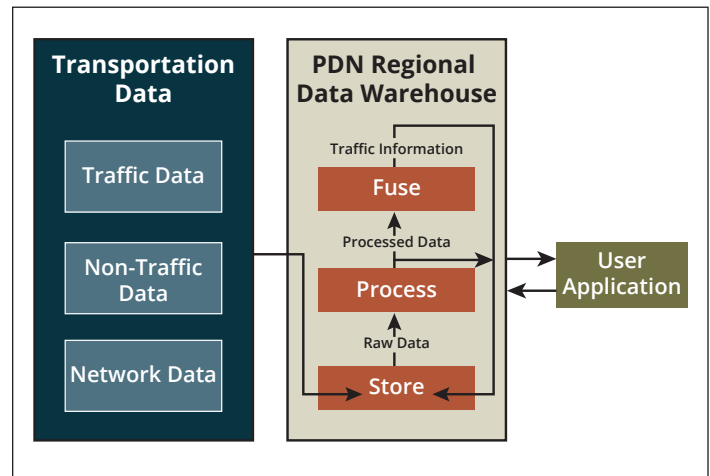 Transportation
Data
Traffic Data
Non-Traffic
Data
Network Data
PDN Regional
Data Warehouse
Traffic Information
Fuse
Processed Data
Process
Raw Data
Store
User
Application